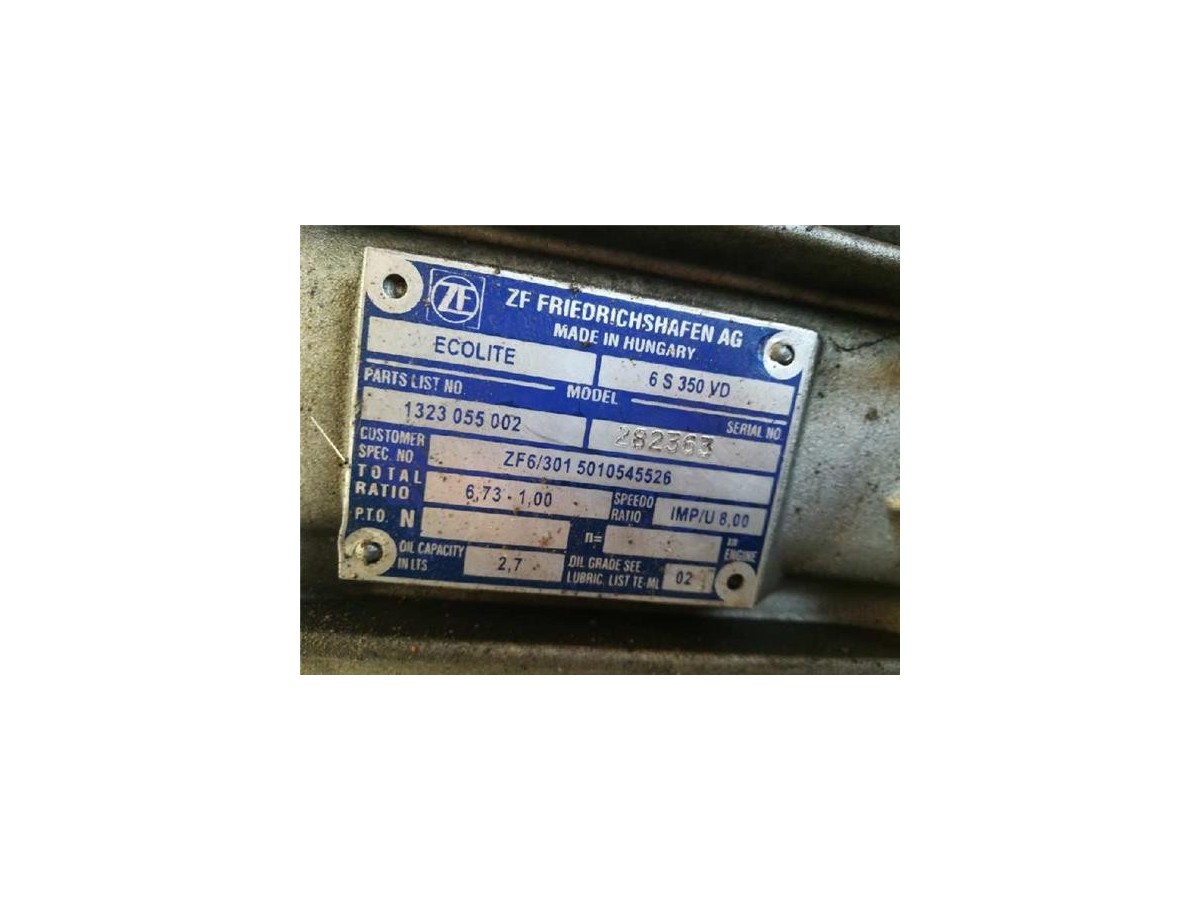 ZF
ZF FRIEDRICHSHAFEN AG
MADE IN HUNGARY
ECOLITE
6 S 350 VD
PARTS LIST NO.
MODEL
SERIAL NO
1323 055 002
282363
CUSTOMER
SPEC. NO
ZF6/301 5010545526
TOTAL
RATIO
6,73 - 1,00
SPEEDO
RATIO
IMP/U 8,00
P.T.O. N
n=
ENGINE
OIL CAPACITY
IN LTS
2,7
OIL GRADE SEE
LUBRIC. LIST TE-ML
02